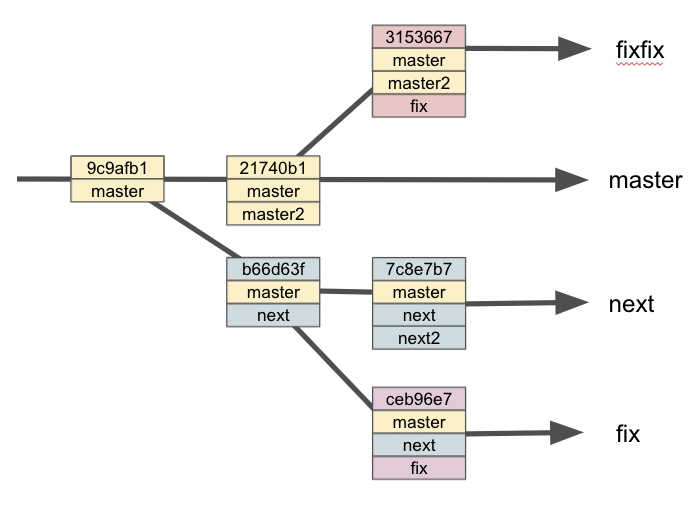 3153667
master
master2
fix
fixfix
9c9afb1
master
21740b1
master
master2
master
b66d63f
master
next
7c8e7b7
master
next
next2
next
ceb96e7
master
next
fix
fix